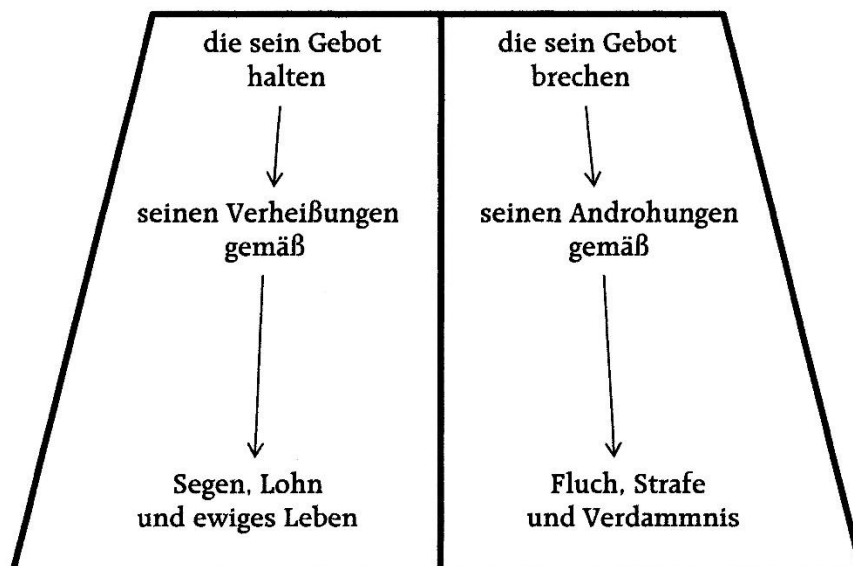 die sein Gebot
halten
seinen Verheißungen
gemäß
Segen, Lohn
und ewiges Leben
die sein Gebot
brechen
seinen Androhungen
gemäß
Fluch, Strafe
und Verdammnis